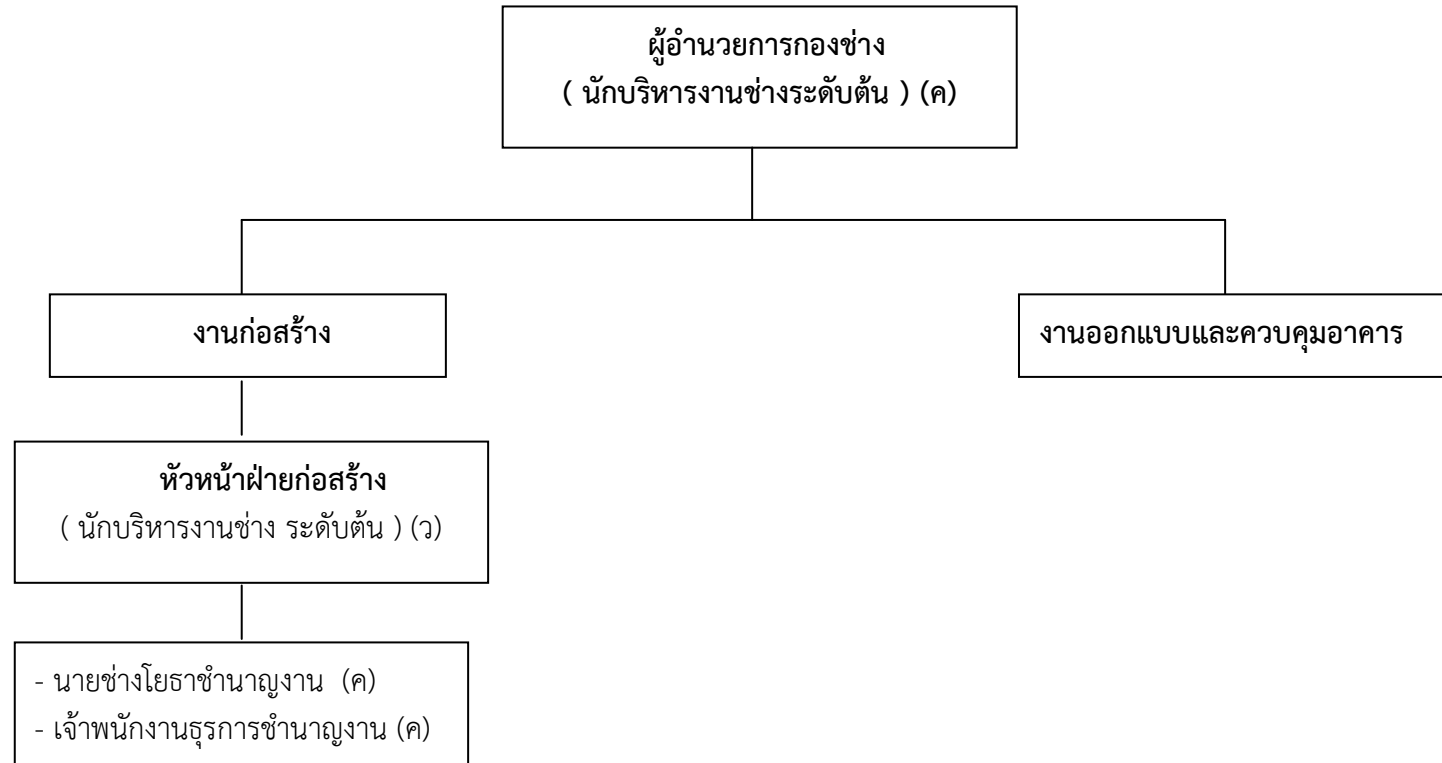 ผู้อำนวยการกองช่าง
( นักบริหารงานช่างระดับต้น ) (ค)
งานก่อสร้าง
งานออกแบบและควบคุมอาคาร
หัวหน้าฝ่ายก่อสร้าง
( นักบริหารงานช่าง ระดับต้น ) (ว)
- นายช่างโยธาชำนาญงาน (ค)
- เจ้าพนักงานธุรการชำนาญงาน (ค)